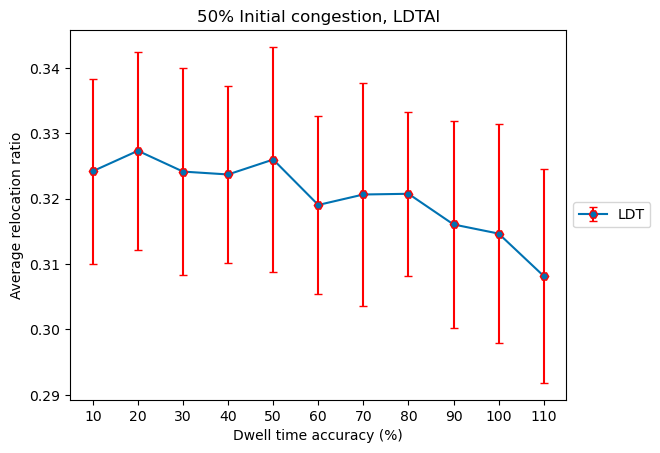 50% Initial congestion, LDTAI
0.34
0.33
0.32
0.31
0.30
0.29
Average relocation ratio
10 20 30 40 50 60 70 80 90 100 110
Dwell time accuracy (%)
LDT